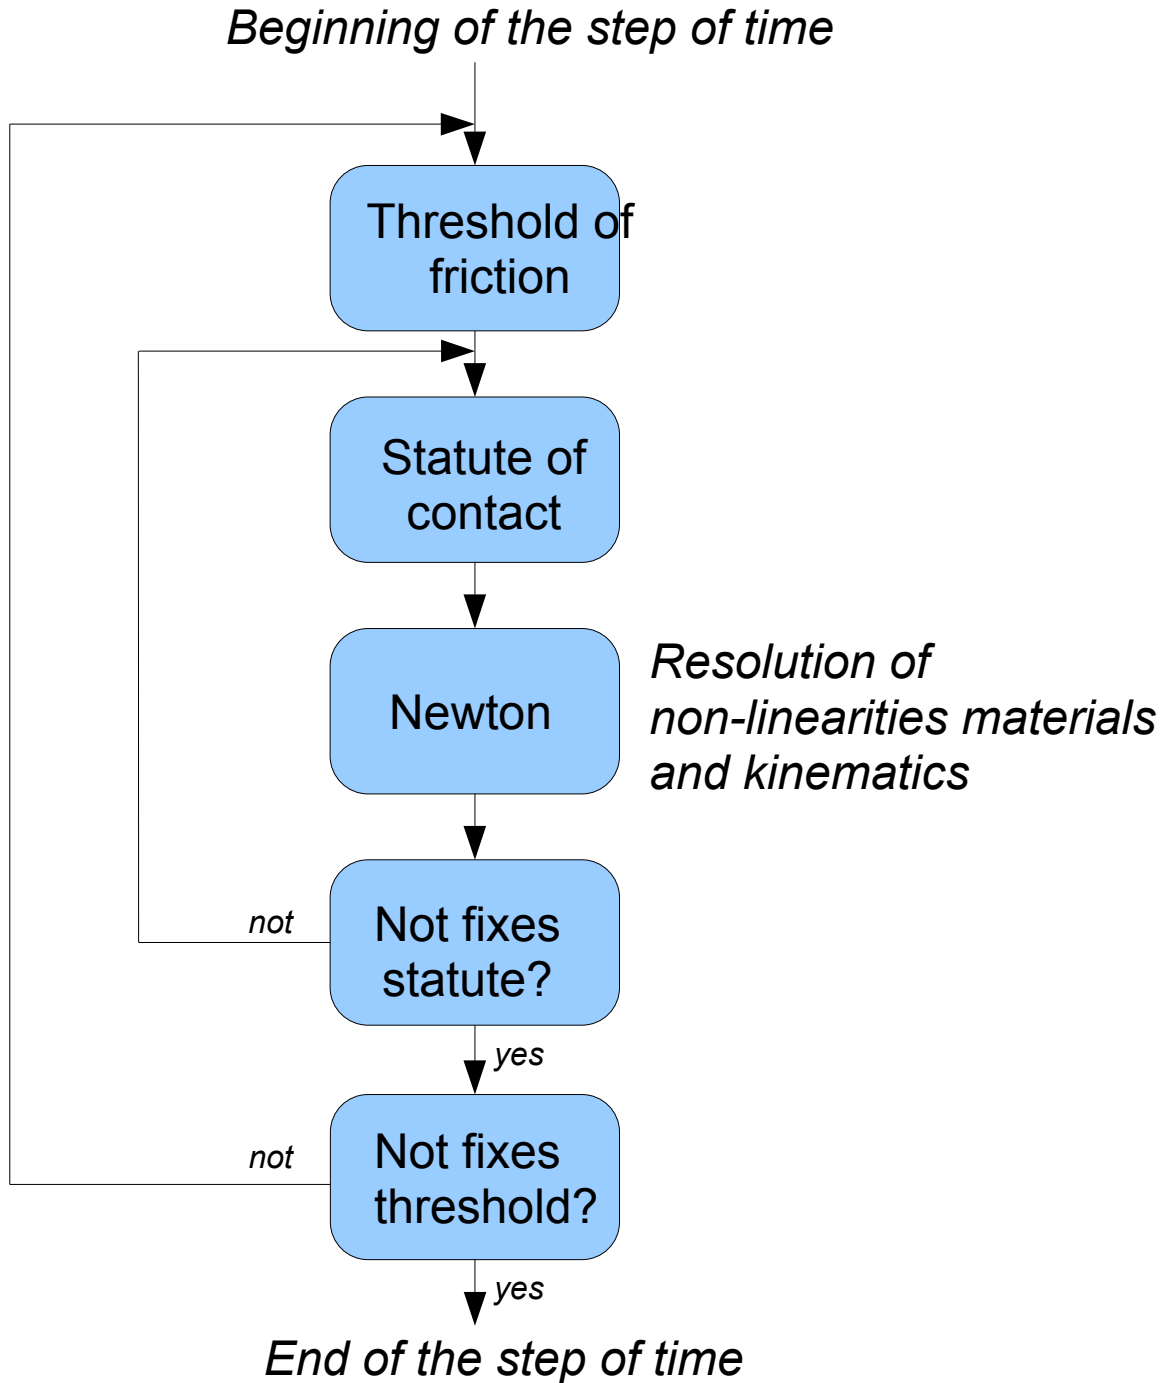 Beginning of the step of time
Threshold of
friction
Statute of
contact
Newton
Resolution of
non-linearities materials
and kinematics
not
Not fixes
statute?
yes
not
Not fixes
threshold?
yes
End of the step of time